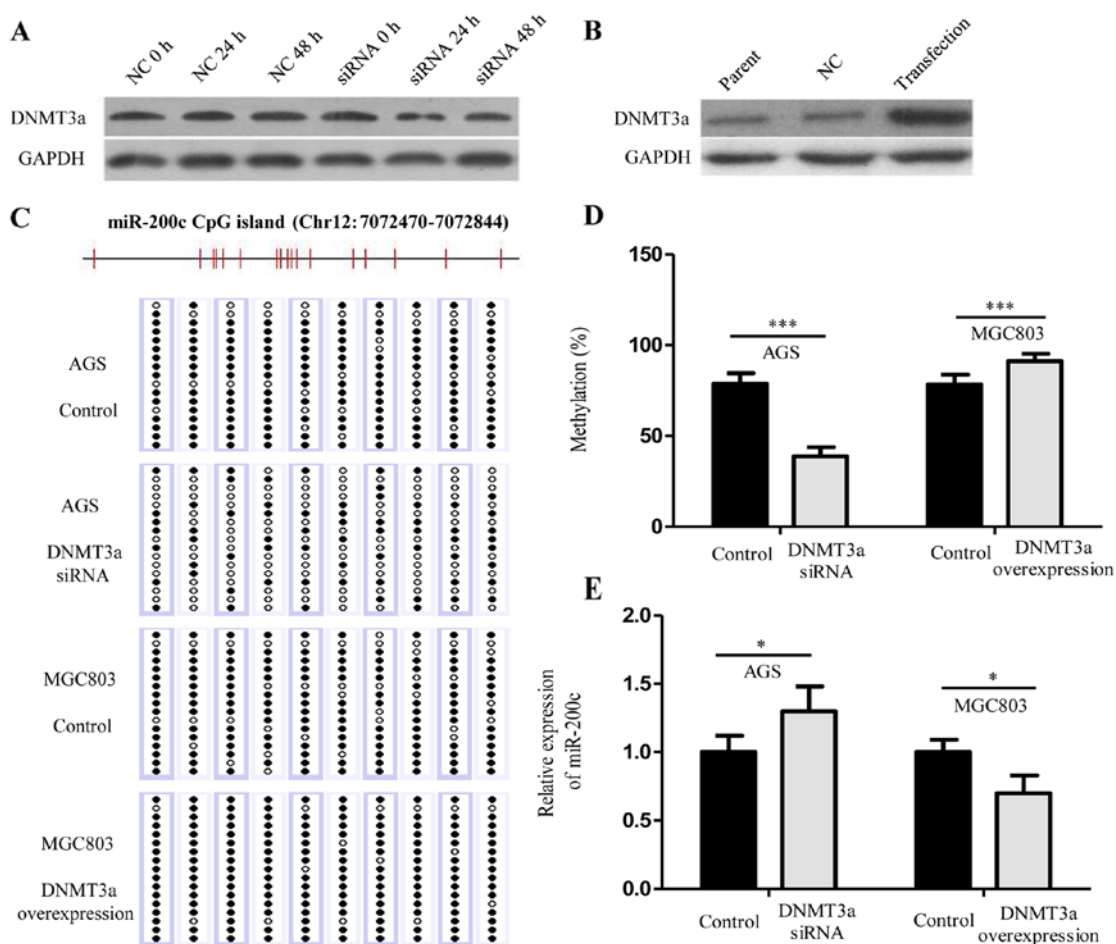 A
NC 0 h
NC 24 h
NC 48 h
siRNA 0 h
siRNA 24 h
siRNA 48 h
DNMT3a
GAPDH
B
Parent
NC
Transfection
DNMT3a
GAPDH
C
miR-200c CpG island (Chr12:7072470-7072844)
AGS
Control
AGS
DNMT3a
siRNA
MGC803
Control
MGC803
DNMT3a
overexpression
D
Methylation (%)
150
100
50
0
***
AGS
***
MGC803
Control
DNMT3a
siRNA
Control
DNMT3a
overexpression
E
Relative expression
of miR-200c
2.0
1.5
1.0
0.5
0.0
*
AGS
*
MGC803
Control
DNMT3a
siRNA
Control
DNMT3a
overexpression